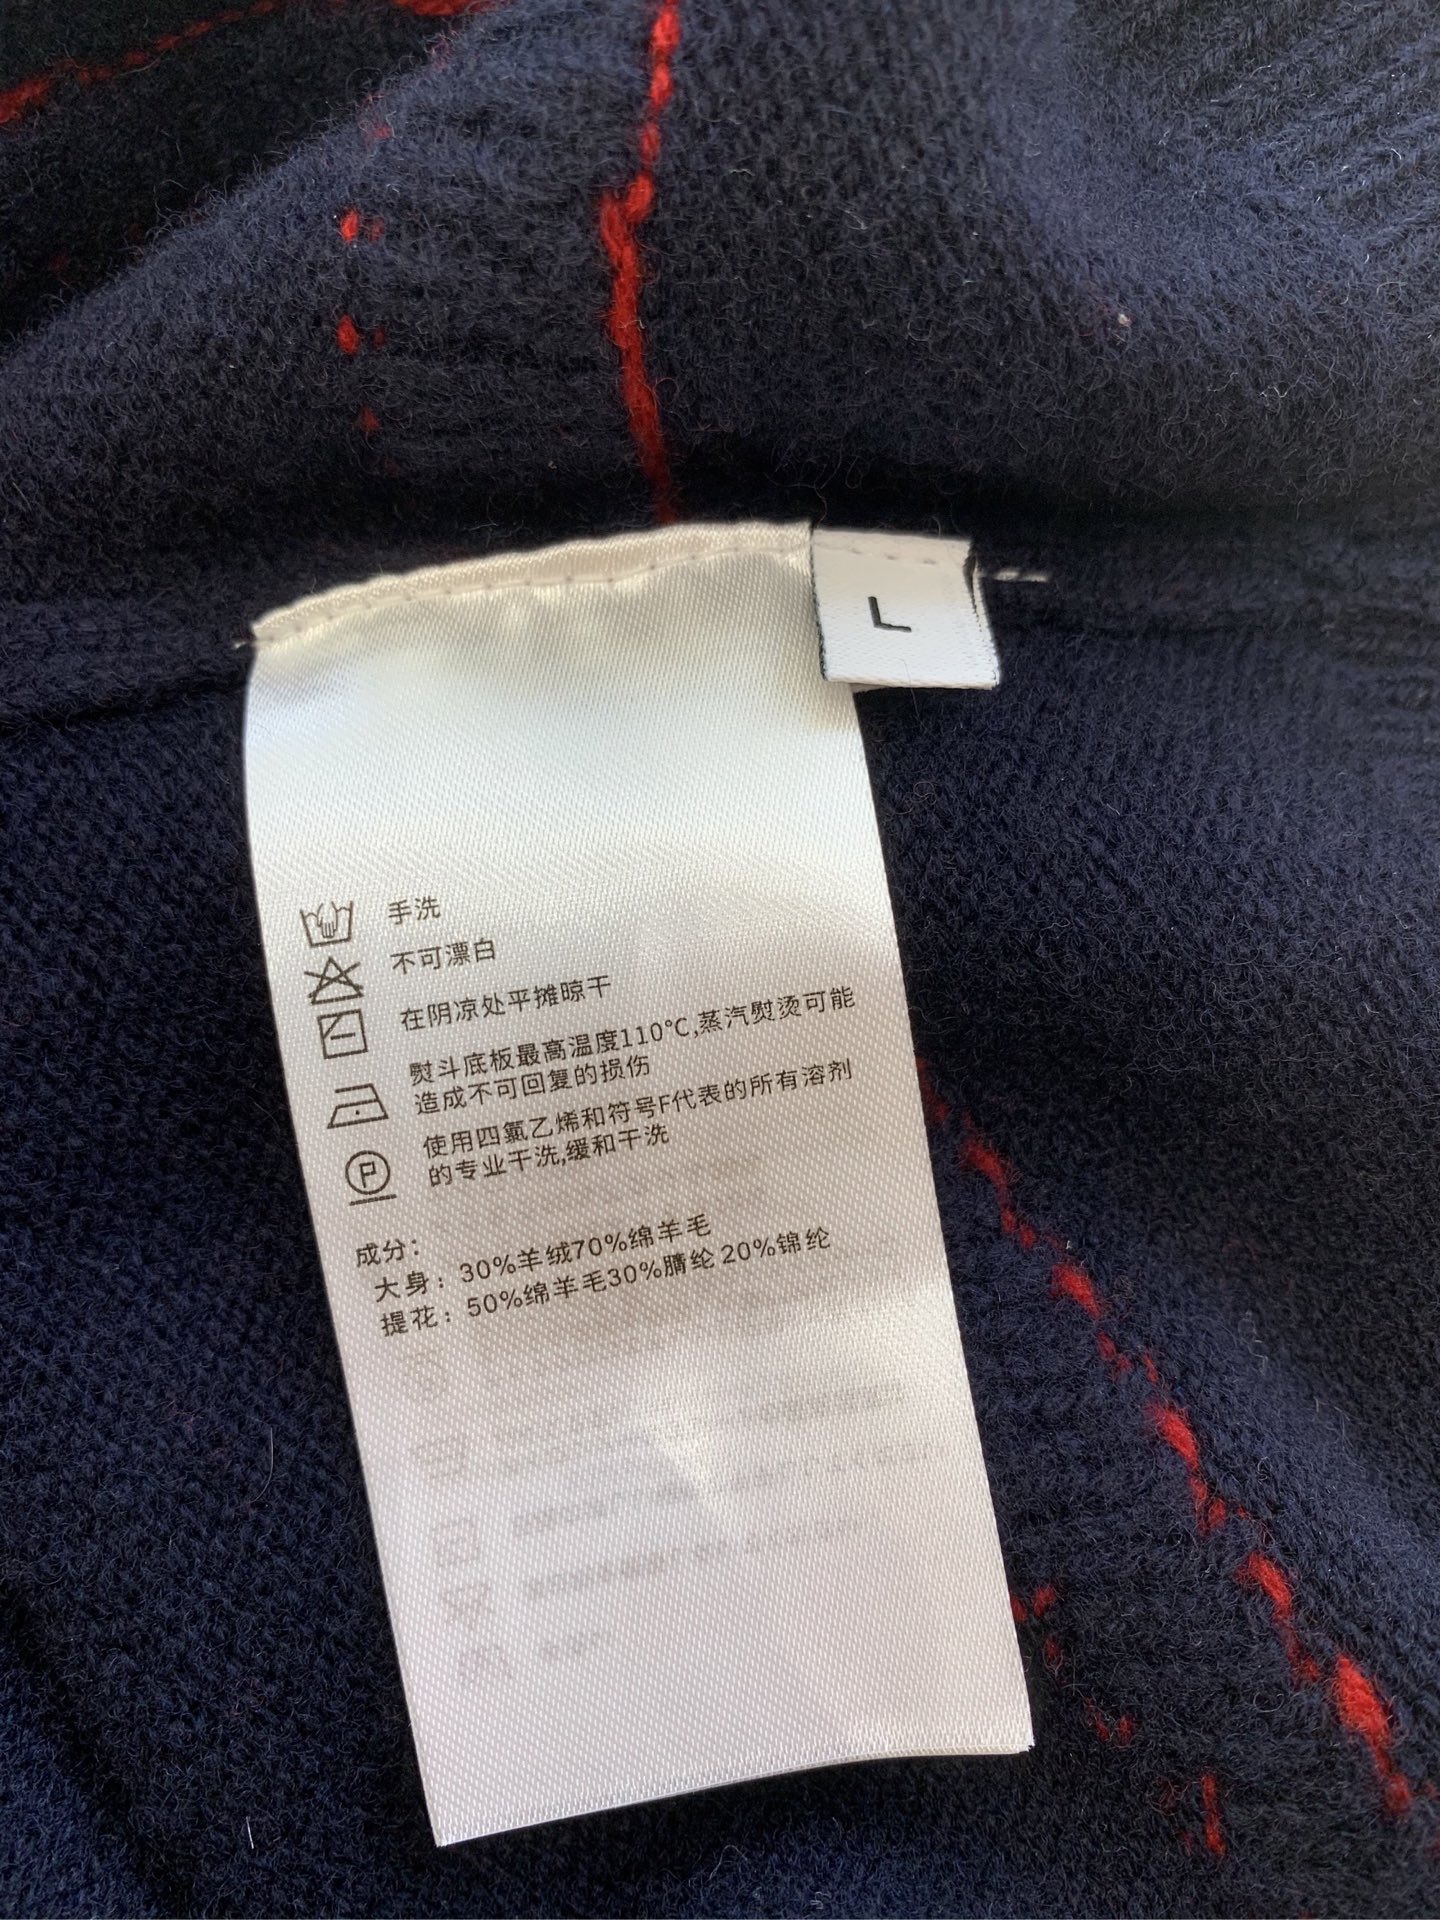 L
手洗
不可漂白
在阴凉处平摊晾干
熨斗底板最高温度110℃,蒸汽熨烫可能
造成不可回复的损伤
P
使用四氯乙烯和符号F代表的所有溶剂
的专业干洗,缓和干洗
成分：
大身：30%羊绒70%绵羊毛
提花：50%绵羊毛30%腈纶 20%锦纶